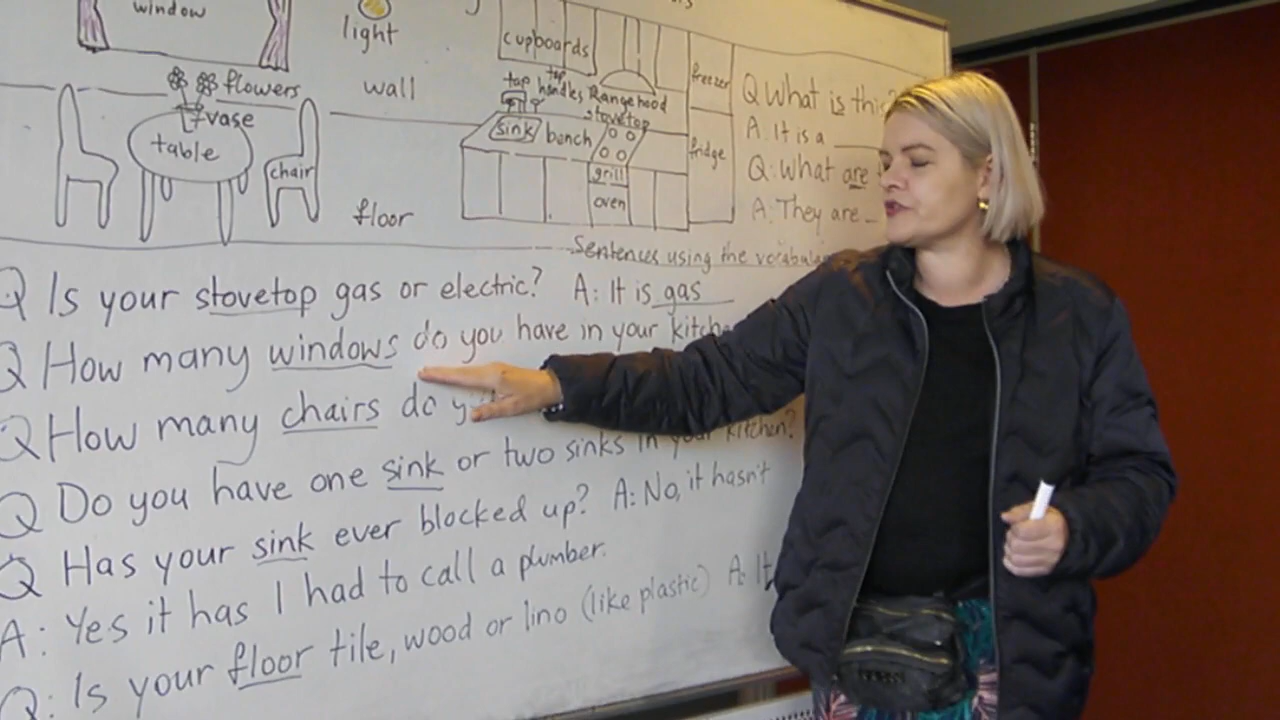 window
light
cupboards
flowers
wall
tap
tap handles
Rangehood
freezer
Q What is this?
vase
stovetop
sink
bench
A: It is a
table
chair
grill
fridge
Q: What are
oven
A: They are
floor
Sentences using the
Q Is your stovetop gas or electric? A: It is gas
Q How many windows do you have in your
Q How many chairs do
Q Do you have one sink or two sinks in your kitchen?
Q Has your sink ever blocked up? A: No, it hasn't
A: Yes it has I had to call a plumber.
Q: Is your floor tile, wood or lino (like plastic) A: It